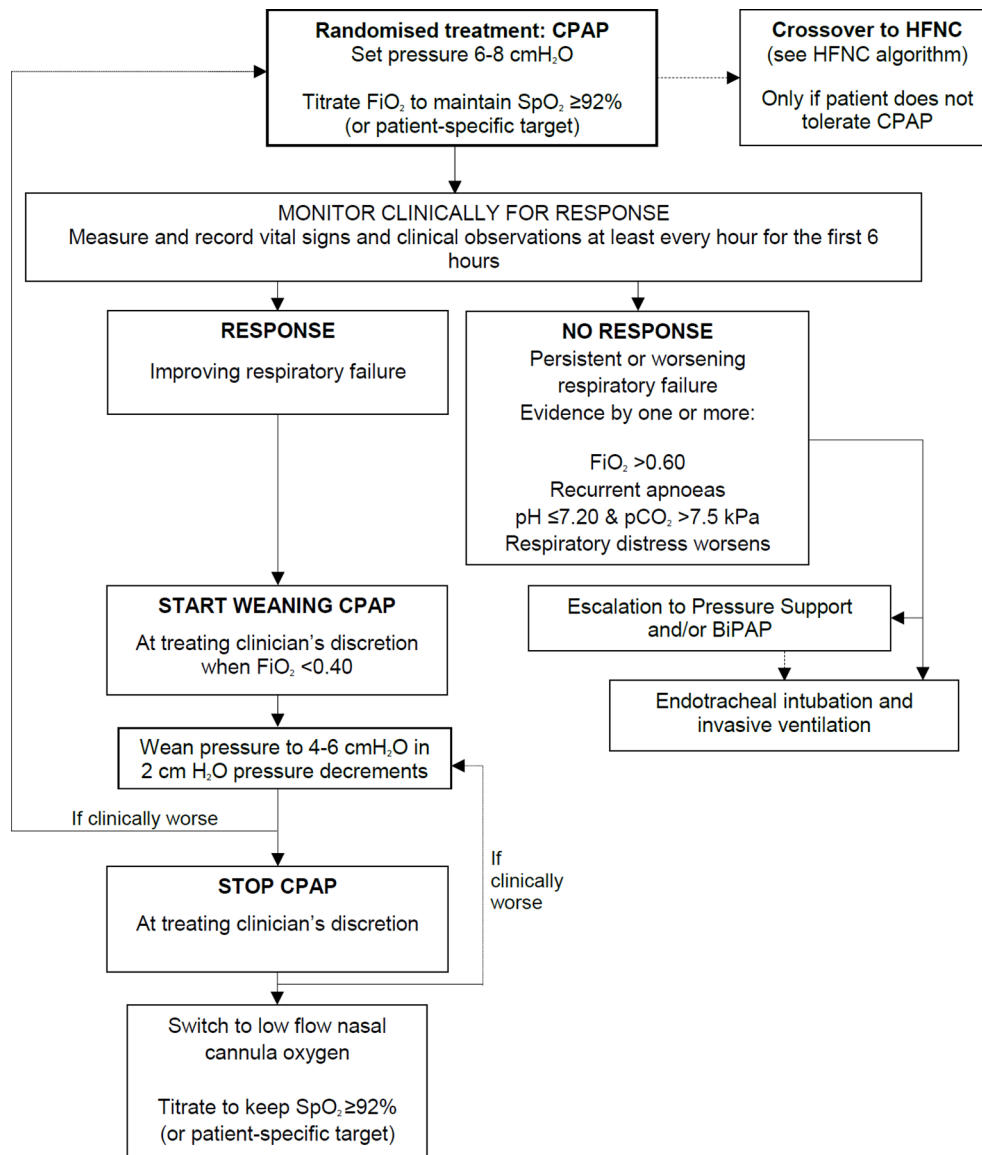 Randomised treatment: CPAP
Set pressure 6-8 cmH₂O
Titrate FiO₂ to maintain SpO₂ ≥92%
(or patient-specific target)
Crossover to HFNC
(see HFNC algorithm)
Only if patient does not
tolerate CPAP
MONITOR CLINICALLY FOR RESPONSE
Measure and record vital signs and clinical observations at least every hour for the first 6
hours
RESPONSE
Improving respiratory failure
NO RESPONSE
Persistent or worsening
respiratory failure
Evidence by one or more:
FiO₂ >0.60
Recurrent apnoeas
pH ≤7.20 & pCO₂ >7.5 kPa
Respiratory distress worsens
START WEANING CPAP
At treating clinician's discretion
when FiO₂ <0.40
Escalation to Pressure Support
and/or BiPAP
Endotracheal intubation and
invasive ventilation
Wean pressure to 4-6 cmH₂O in
2 cm H₂O pressure decrements
If clinically worse
If
clinically
worse
STOP CPAP
At treating clinician's discretion
Switch to low flow nasal
cannula oxygen
Titrate to keep SpO₂ ≥92%
(or patient-specific target)